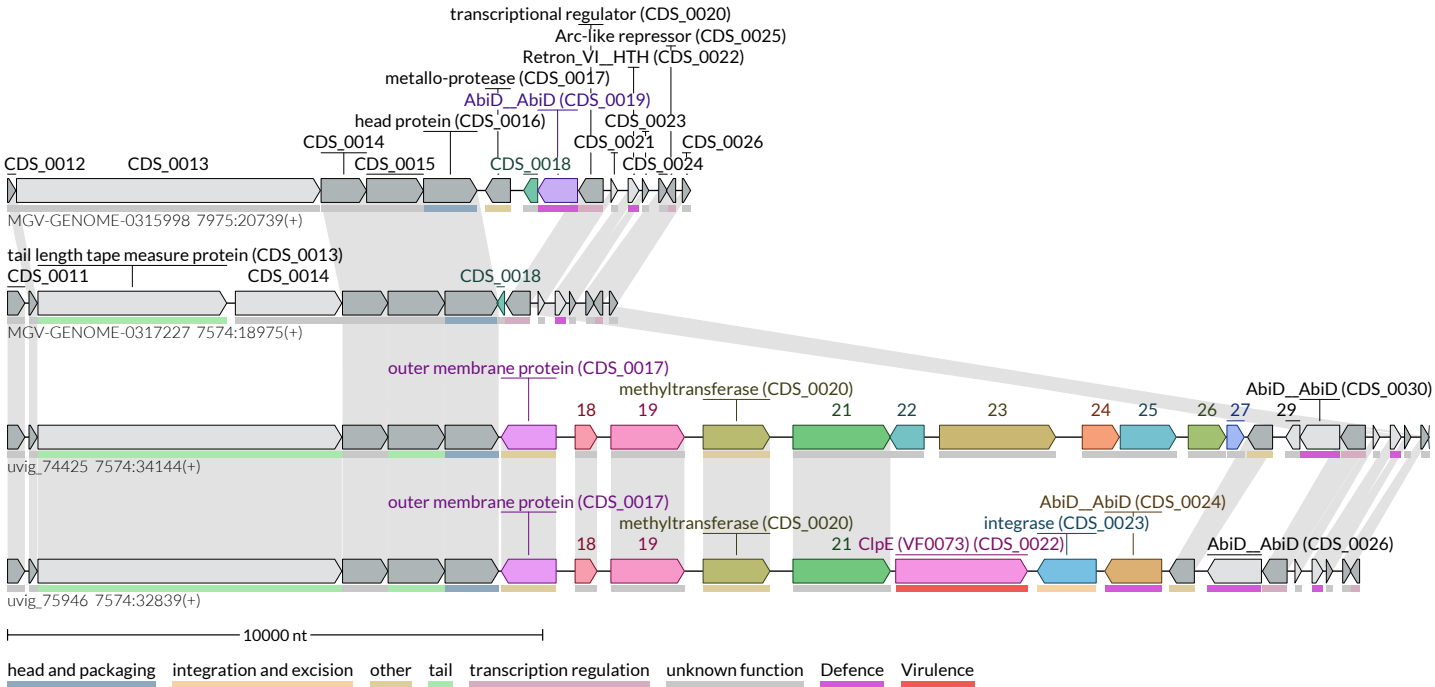 transcriptional regulator (CDS_0020)
Arc-like repressor (CDS_0025)
Retron_VI__HTH (CDS_0022)
metallo-protease (CDS_0017)
AbiD__AbiD (CDS_0019)
head protein (CDS_0016) CDS_0023
CDS_0014 CDS_0021 CDS_0026
CDS_0012 CDS_0013 CDS_0015 CDS_0018 CDS_0024
MGV-GENOME-0315998 7975:20739(+)
tail length tape measure protein (CDS_0013)
CDS_0011 CDS_0014 CDS_0018
MGV-GENOME-0317227 7574:18975(+)
outer membrane protein (CDS_0017)
methyltransferase (CDS_0020) AbiD__AbiD (CDS_0030)
18 19 21 22 23 24 25 26 27 29
uvig_74425 7574:34144(+)
outer membrane protein (CDS_0017) AbiD__AbiD (CDS_0024)
methyltransferase (CDS_0020) integrase (CDS_0023)
18 19 21 ClpE (VF0073) (CDS_0022) AbiD__AbiD (CDS_0026)
uvig_75946 7574:32839(+)
10000 nt
head and packaging integration and excision other tail transcription regulation unknown function Defence Virulence